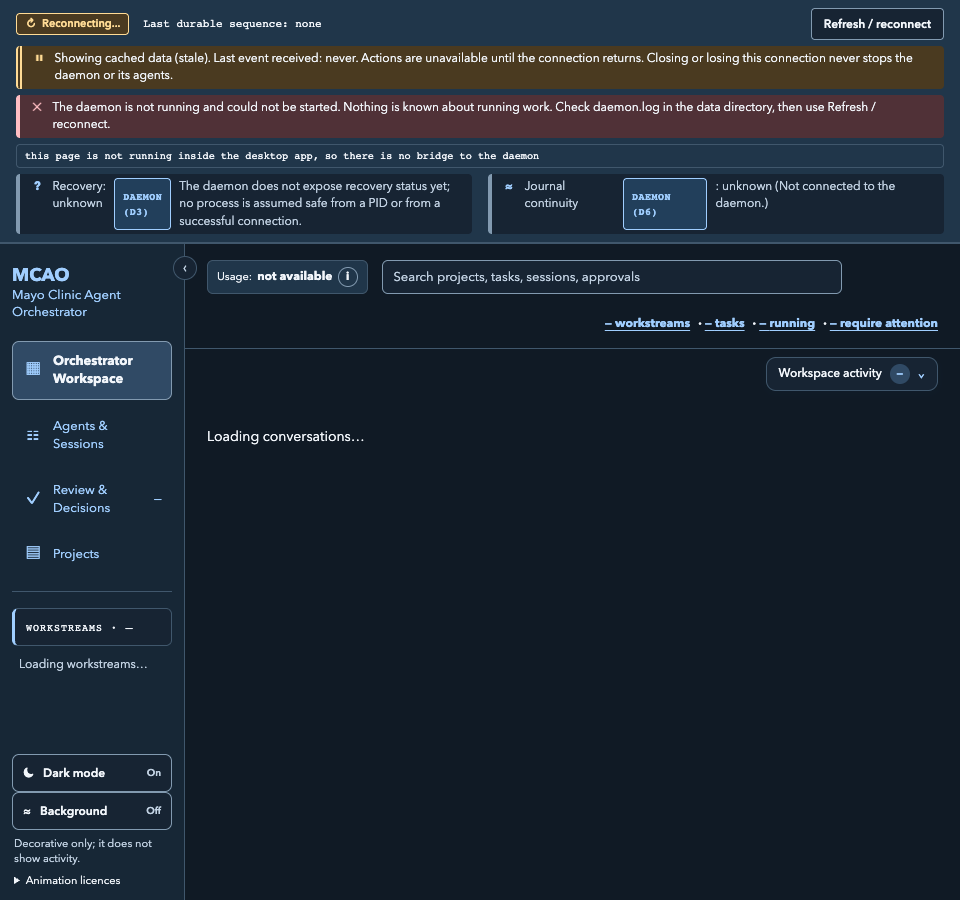 Reconnecting...
Last durable sequence: none
Refresh / reconnect
Showing cached data (stale). Last event received: never. Actions are unavailable until the connection returns. Closing or losing this connection never stops the
daemon or its agents.
The daemon is not running and could not be started. Nothing is known about running work. Check daemon.log in the data directory, then use Refresh /
reconnect.
this page is not running inside the desktop app, so there is no bridge to the daemon
? Recovery:
unknown
DAEMON
(D3)
The daemon does not expose recovery status yet;
no process is assumed safe from a PID or from a
successful connection.
≈ Journal
continuity
DAEMON
(D6)
: unknown (Not connected to the
daemon.)
MCAO
Mayo Clinic Agent
Orchestrator
‹
Usage: not available i
Search projects, tasks, sessions, approvals
– workstreams • – tasks • – running • – require attention
Orchestrator
Workspace
Agents &
Sessions
Review &
Decisions –
Projects
WORKSTREAMS · –
Loading workstreams…
Workspace activity –
Loading conversations…
Dark mode On
≈ Background Off
Decorative only; it does not
show activity.
Animation licences